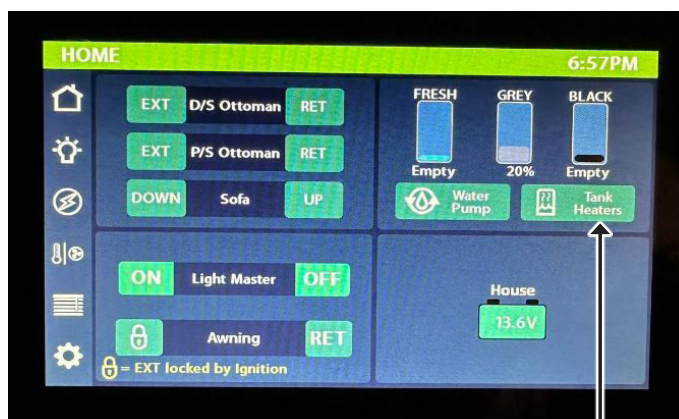 HOME 6:57PM
EXT D/S Ottoman RET
EXT P/S Ottoman RET
DOWN Sofa UP
FRESH GREY BLACK
Empty 20% Empty
Water Pump
Tank Heaters
ON Light Master OFF
Awning RET
= EXT locked by Ignition
House
13.6V